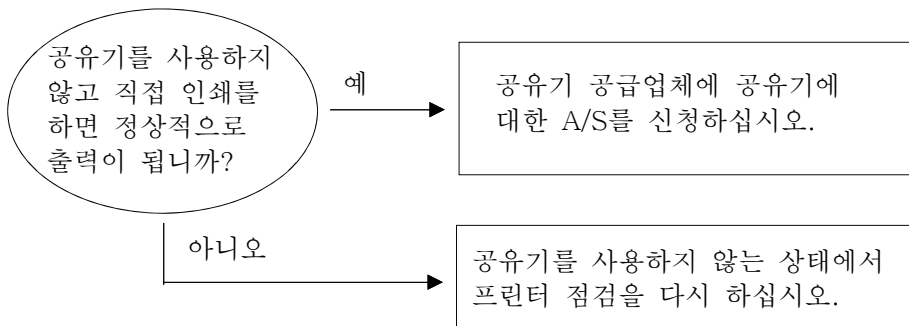 공유기를 사용하지
않고 직접 인쇄를
하면 정상적으로
출력이 됩니까?
예
공유기 공급업체에 공유기에
대한 A/S를 신청하십시오.
아니오
공유기를 사용하지 않는 상태에서
프린터 점검을 다시 하십시오.